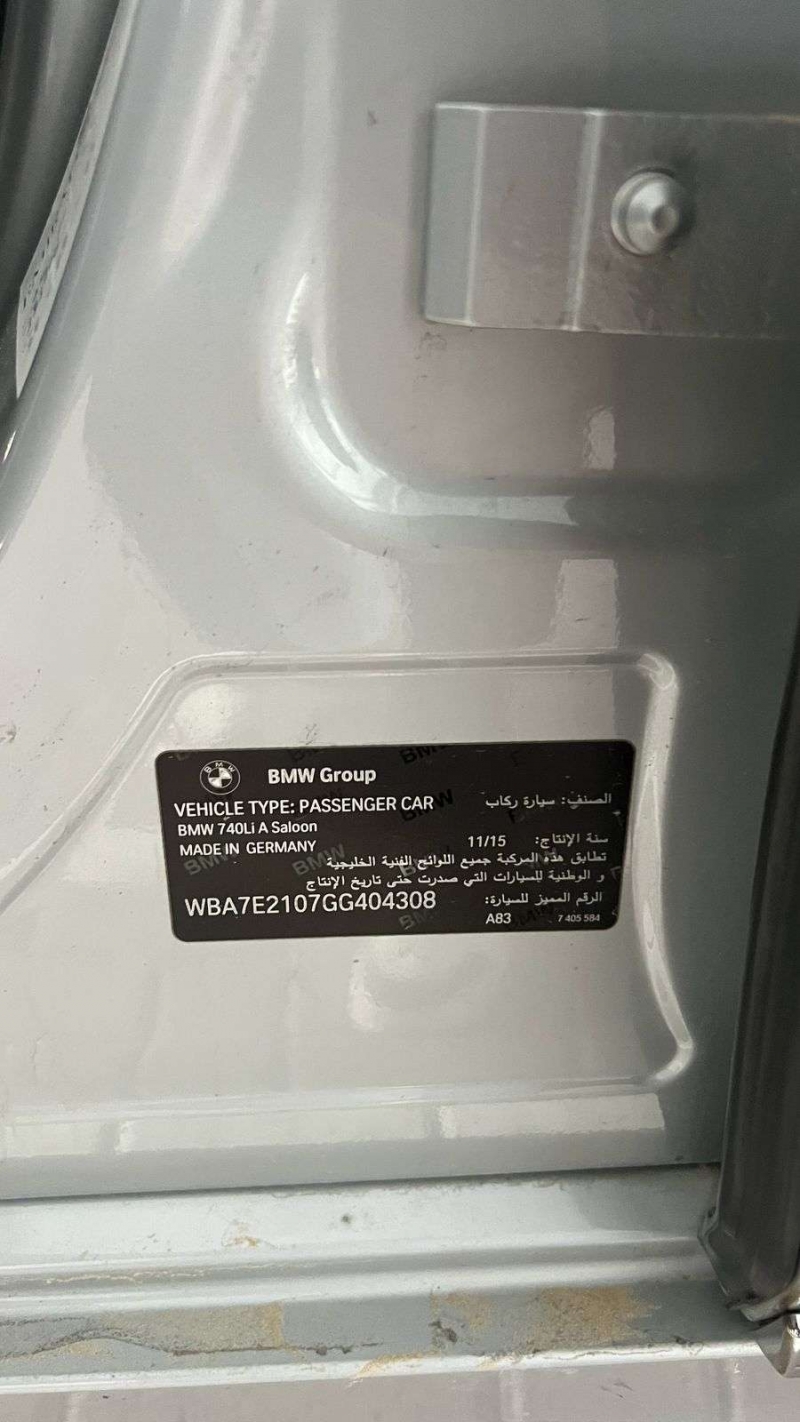 BMW Group
VEHICLE TYPE: PASSENGER CAR الصنف: سيارة ركاب
BMW 740Li A Saloon
MADE IN GERMANY 11/15 سنة الإنتاج:
تطابق هذه المركبة جميع اللوائح الفنية الخليجية
و الوطنية للسيارات التي صدرت حتى تاريخ الإنتاج
WBA7E2107GG404308 الرقم المميز للسيارة:
A83 7 405 584